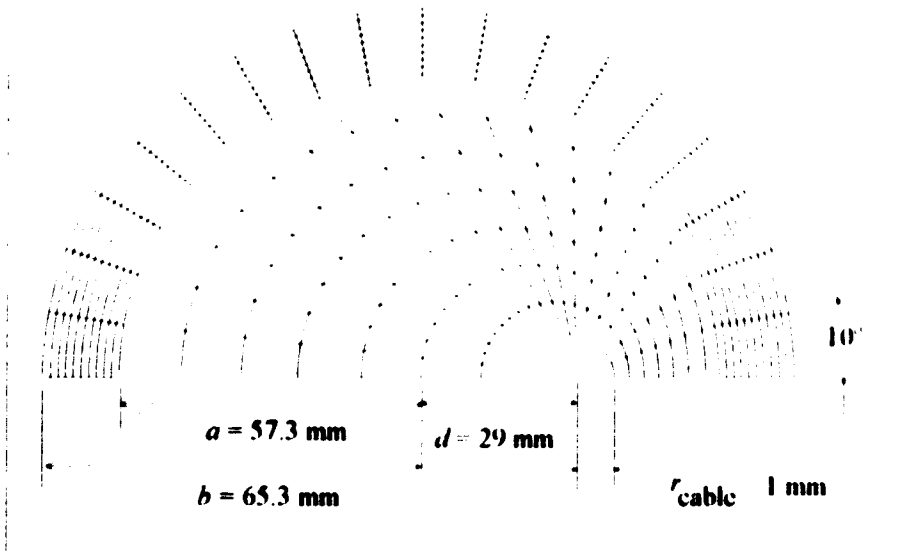 10°
a = 57.3 mm
d = 29 mm
b = 65.3 mm
r cable 1 mm